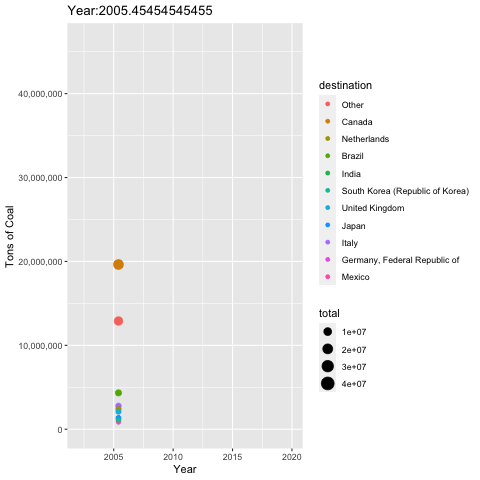 Year:2005.45454545455
40,000,000
30,000,000
20,000,000
10,000,000
0
Tons of Coal
2005
2010
2015
2020
Year
destination
Other
Canada
Netherlands
Brazil
India
South Korea (Republic of Korea)
United Kingdom
Japan
Italy
Germany, Federal Republic of
Mexico
total
1e+07
2e+07
3e+07
4e+07